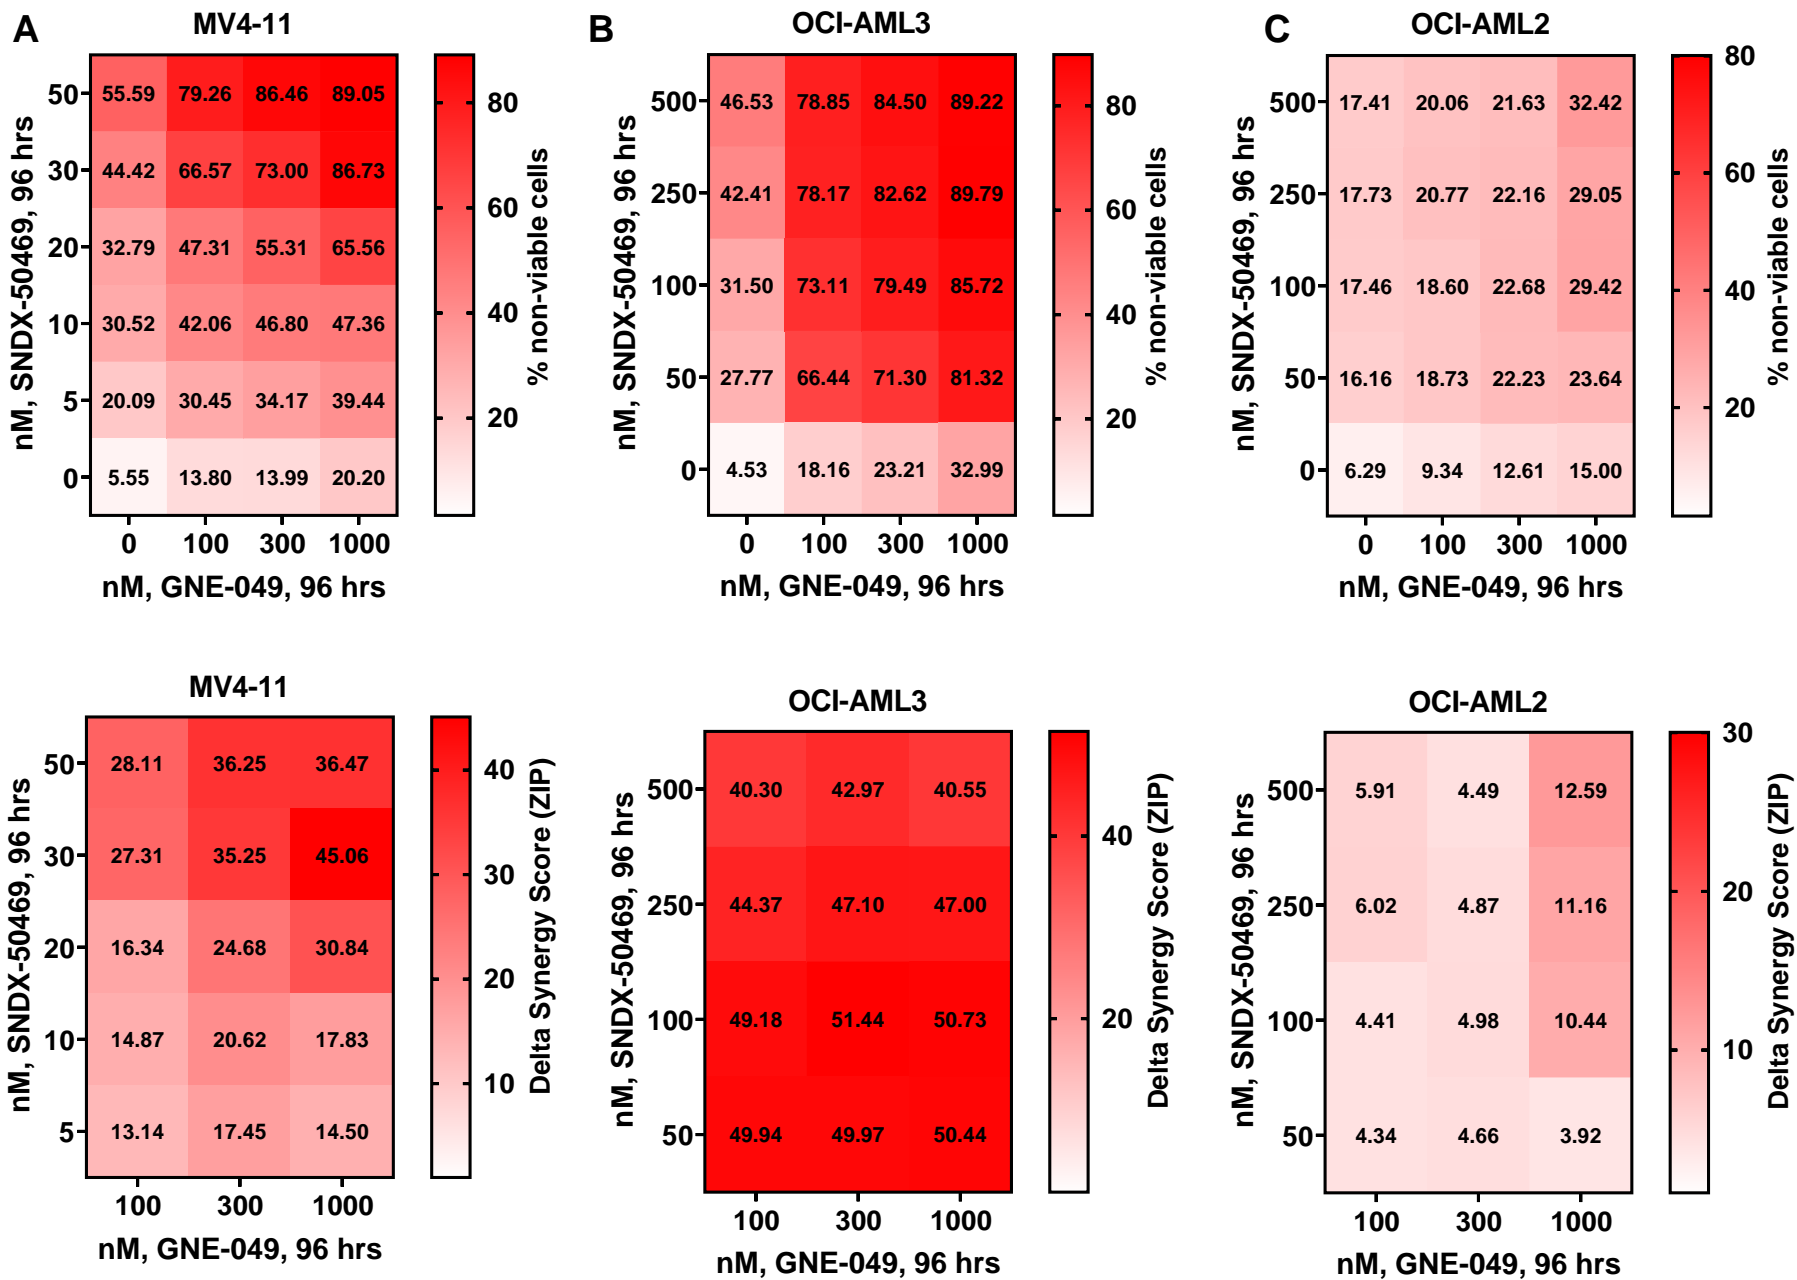 A
MV4-11
nM, SNDX-50469, 96 hrs
50 55.59 79.26 86.46 89.05
30 44.42 66.57 73.00 86.73
20 32.79 47.31 55.31 65.56
10 30.52 42.06 46.80 47.36
5 20.09 30.45 34.17 39.44
0 5.55 13.80 13.99 20.20
0 100 300 1000
nM, GNE-049, 96 hrs
80
60
40
20
% non-viable cells
B
OCI-AML3
nM, SNDX-50469, 96 hrs
500 46.53 78.85 84.50 89.22
250 42.41 78.17 82.62 89.79
100 31.50 73.11 79.49 85.72
50 27.77 66.44 71.30 81.32
0 4.53 18.16 23.21 32.99
0 100 300 1000
nM, GNE-049, 96 hrs
80
60
40
20
% non-viable cells
C
OCI-AML2
nM, SNDX-50469, 96 hrs
500 17.41 20.06 21.63 32.42
250 17.73 20.77 22.16 29.05
100 17.46 18.60 22.68 29.42
50 16.16 18.73 22.23 23.64
0 6.29 9.34 12.61 15.00
0 100 300 1000
nM, GNE-049, 96 hrs
80
60
40
20
% non-viable cells
MV4-11
nM, SNDX-50469, 96 hrs
50 28.11 36.25 36.47
30 27.31 35.25 45.06
20 16.34 24.68 30.84
10 14.87 20.62 17.83
5 13.14 17.45 14.50
100 300 1000
nM, GNE-049, 96 hrs
40
30
20
10
Delta Synergy Score (ZIP)
OCI-AML3
nM, SNDX-50469, 96 hrs
500 40.30 42.97 40.55
250 44.37 47.10 47.00
100 49.18 51.44 50.73
50 49.94 49.97 50.44
100 300 1000
nM, GNE-049, 96 hrs
40
20
Delta Synergy Score (ZIP)
OCI-AML2
nM, SNDX-50469, 96 hrs
500 5.91 4.49 12.59
250 6.02 4.87 11.16
100 4.41 4.98 10.44
50 4.34 4.66 3.92
100 300 1000
nM, GNE-049, 96 hrs
30
20
10
Delta Synergy Score (ZIP)